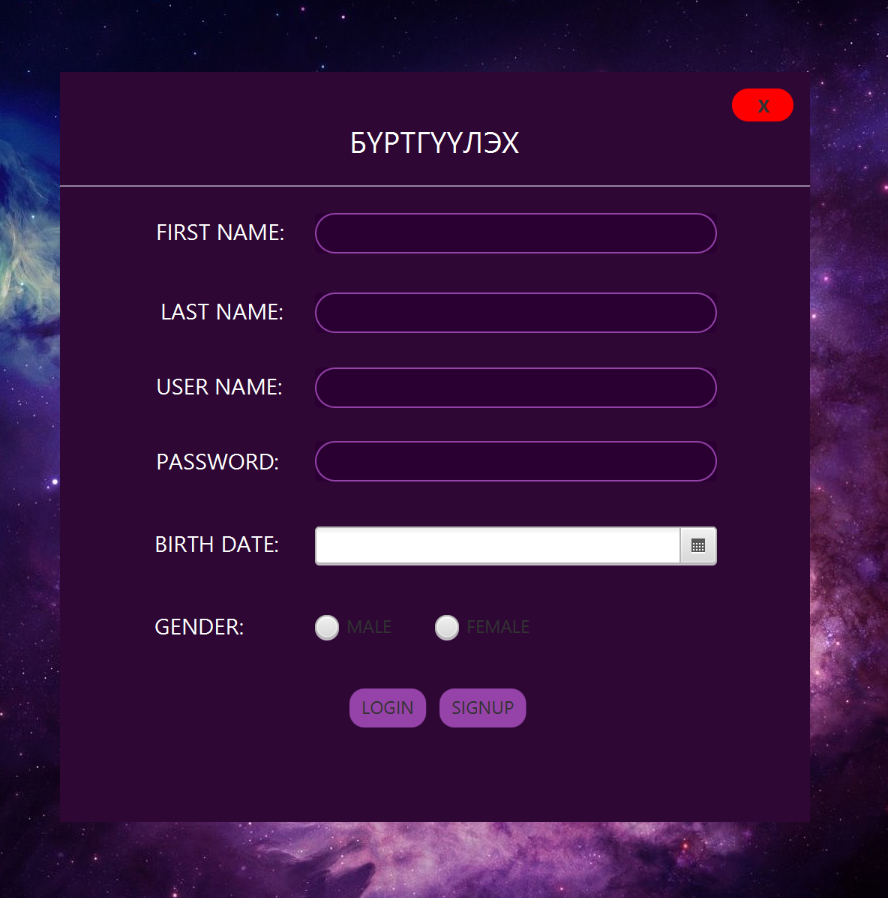 X
БҮРТГҮҮЛЭХ
FIRST NAME:
LAST NAME:
USER NAME:
PASSWORD:
BIRTH DATE:
GENDER: MALE FEMALE
LOGIN SIGNUP